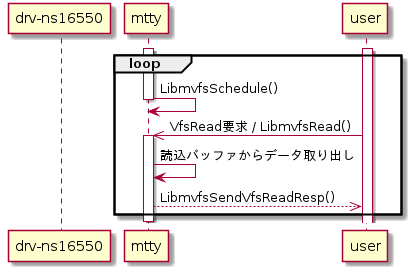 drv-ns16550 mtty user
loop
LibmvfsSchedule()
VfsRead要求 / LibmvfsRead()
読込バッファからデータ取り出し
LibmvfsSendVfsReadResp()
drv-ns16550 mtty user